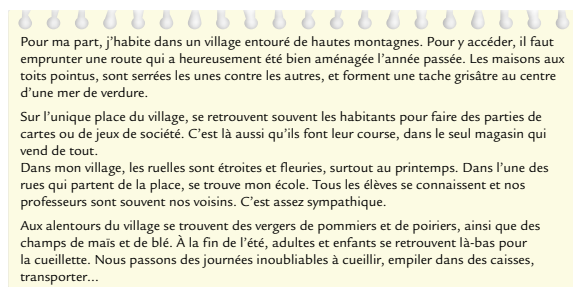 Pour ma part, j'habite dans un village entouré de hautes montagnes. Pour y accéder, il faut
emprunter une route qui a heureusement été bien aménagée l'année passée. Les maisons aux
toits pointus, sont serrées les unes contre les autres, et forment une tache grisâtre au centre
d'une mer de verdure.
Sur l'unique place du village, se retrouvent souvent les habitants pour faire des parties de
cartes ou de jeux de société. C'est là aussi qu'ils font leur course, dans le seul magasin qui
vend de tout.
Dans mon village, les ruelles sont étroites et fleuries, surtout au printemps. Dans l'une des
rues qui partent de la place, se trouve mon école. Tous les élèves se connaissent et nos
professeurs sont souvent nos voisins. C'est assez sympathique.
Aux alentours du village se trouvent des vergers de pommiers et de poiriers, ainsi que des
champs de maïs et de blé. À la fin de l'été, adultes et enfants se retrouvent là-bas pour
la cueillette. Nous passons des journées inoubliables à cueillir, empiler dans des caisses,
transporter...